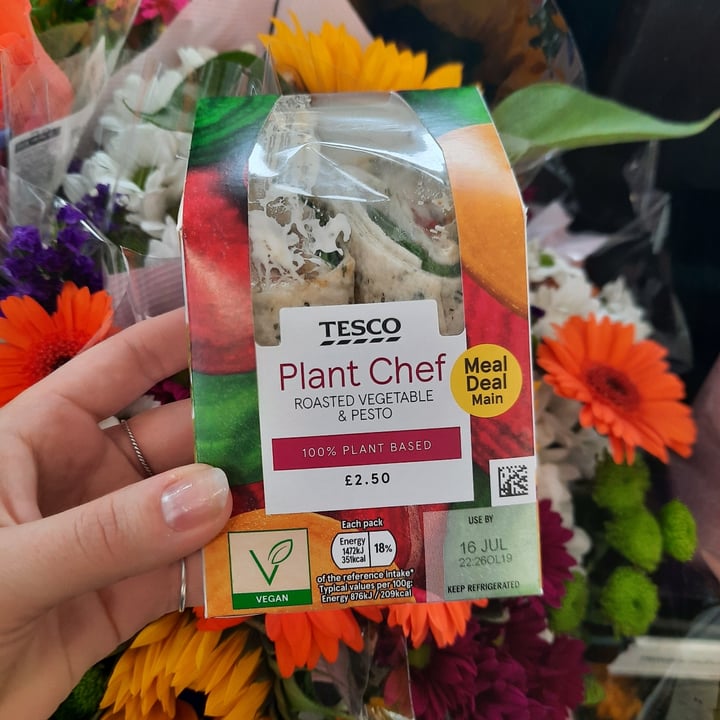 TESCO
Plant Chef
ROASTED VEGETABLE
& PESTO
100% PLANT BASED
£2.50
Meal
Deal
Main
VEGAN
Each pack
Energy
1472kJ
351kcal
18%
of the reference intake*
Typical values per 100g:
Energy 876kJ / 209kcal
USE BY
16 JUL
22:26OL19
KEEP REFRIGERATED